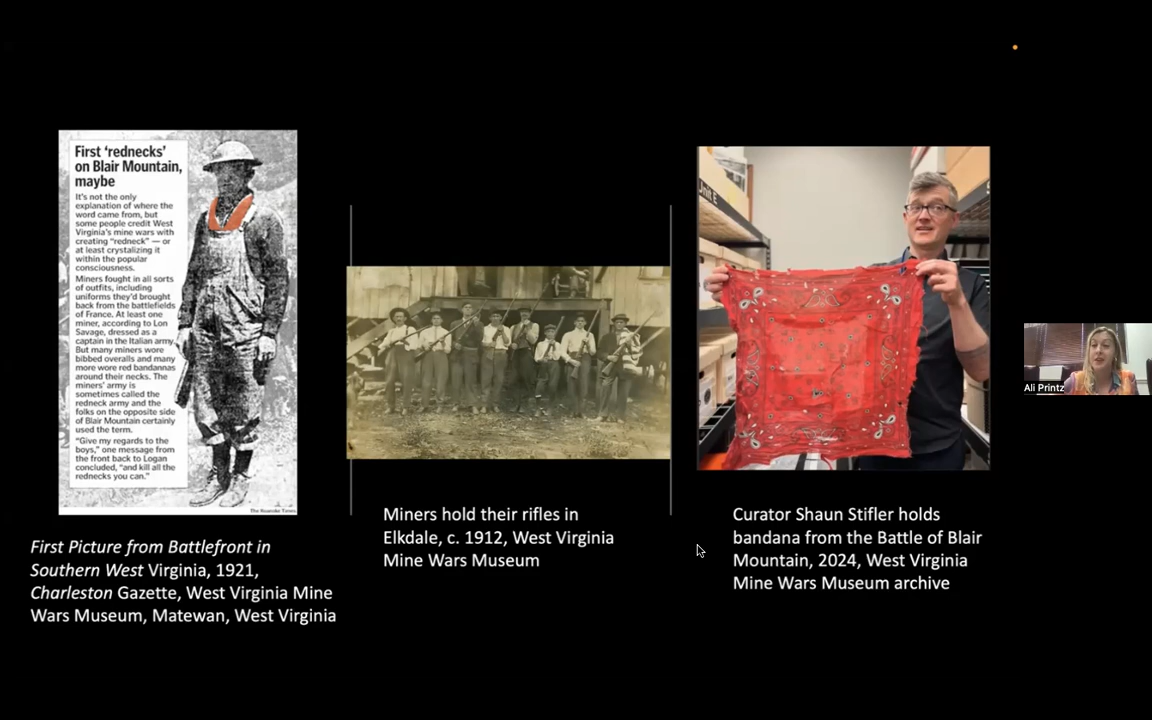 First 'rednecks'
on Blair Mountain,
maybe
It's not the only
explanation of where the
word came from, but
some people credit West
Virginia's mine wars with
creating "redneck" — or
at least crystalizing it
within the popular
consciousness.
Miners fought in all sorts
of outfits, including
uniforms they'd brought
back from the battlefields
of France. At least one
miner, according to Lon
Savage, dressed as a
captain in the Italian army.
But many miners wore
bibbed overalls and many
more wore red bandannas
around their necks. The
miners' army is
sometimes called the
redneck army and the
folks on the opposite side
of Blair Mountain certainly
used the term.
"Give my regards to the
boys," one message from
the front back to Logan
concluded, "and kill all the
rednecks you can."
The Roanoke Times
First Picture from Battlefront in
Southern West Virginia, 1921,
Charleston Gazette, West Virginia Mine
Wars Museum, Matewan, West Virginia
Miners hold their rifles in
Elkdale, c. 1912, West Virginia
Mine Wars Museum
Unit E
Curator Shaun Stifler holds
bandana from the Battle of Blair
Mountain, 2024, West Virginia
Mine Wars Museum archive
Ali Printz